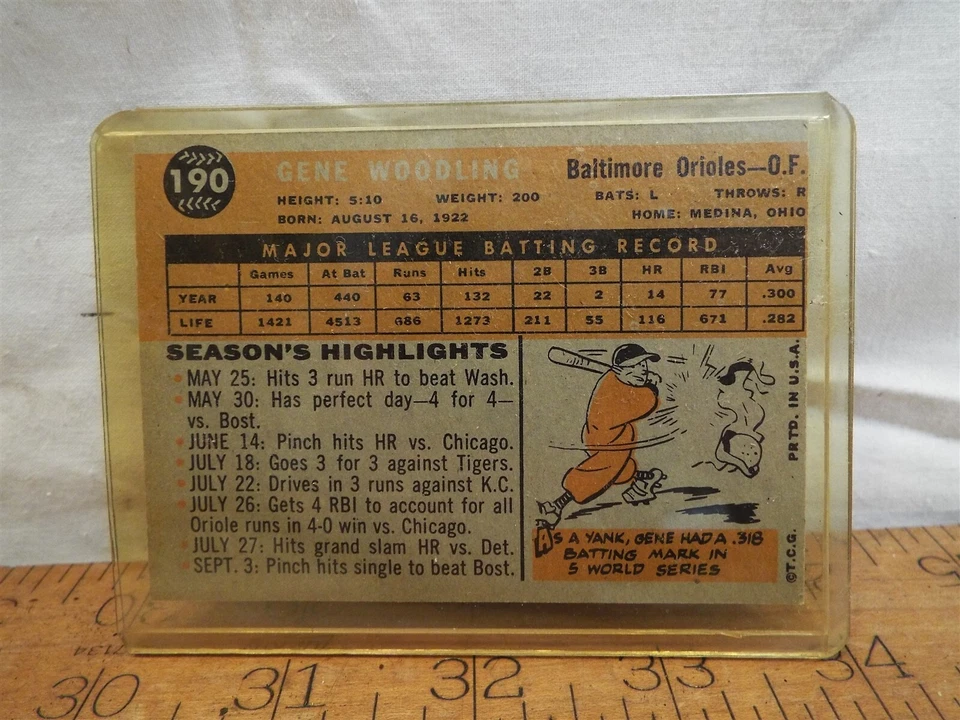 190
GENE WOODLING Baltimore Orioles—O.F.
HEIGHT: 5:10 WEIGHT: 200 BATS: L THROWS: R
BORN: AUGUST 16, 1922 HOME: MEDINA, OHIO
MAJOR LEAGUE BATTING RECORD
Games At Bat Runs Hits 2B 3B HR RBI Avg
YEAR 140 440 63 132 22 2 14 77 .300
LIFE 1421 4513 686 1273 211 55 116 671 .282
SEASON'S HIGHLIGHTS
• MAY 25: Hits 3 run HR to beat Wash.
• MAY 30: Has perfect day—4 for 4—
vs. Bost.
• JUNE 14: Pinch hits HR vs. Chicago.
• JULY 18: Goes 3 for 3 against Tigers.
• JULY 22: Drives in 3 runs against K.C.
• JULY 26: Gets 4 RBI to account for all
Oriole runs in 4-0 win vs. Chicago.
• JULY 27: Hits grand slam HR vs. Det.
• SEPT. 3: Pinch hits single to beat Bost.
AS A YANK, GENE HAD A .318
BATTING MARK IN
5 WORLD SERIES
©T.C.G. PRTD. IN U.S.A.
30 31 32 33 34